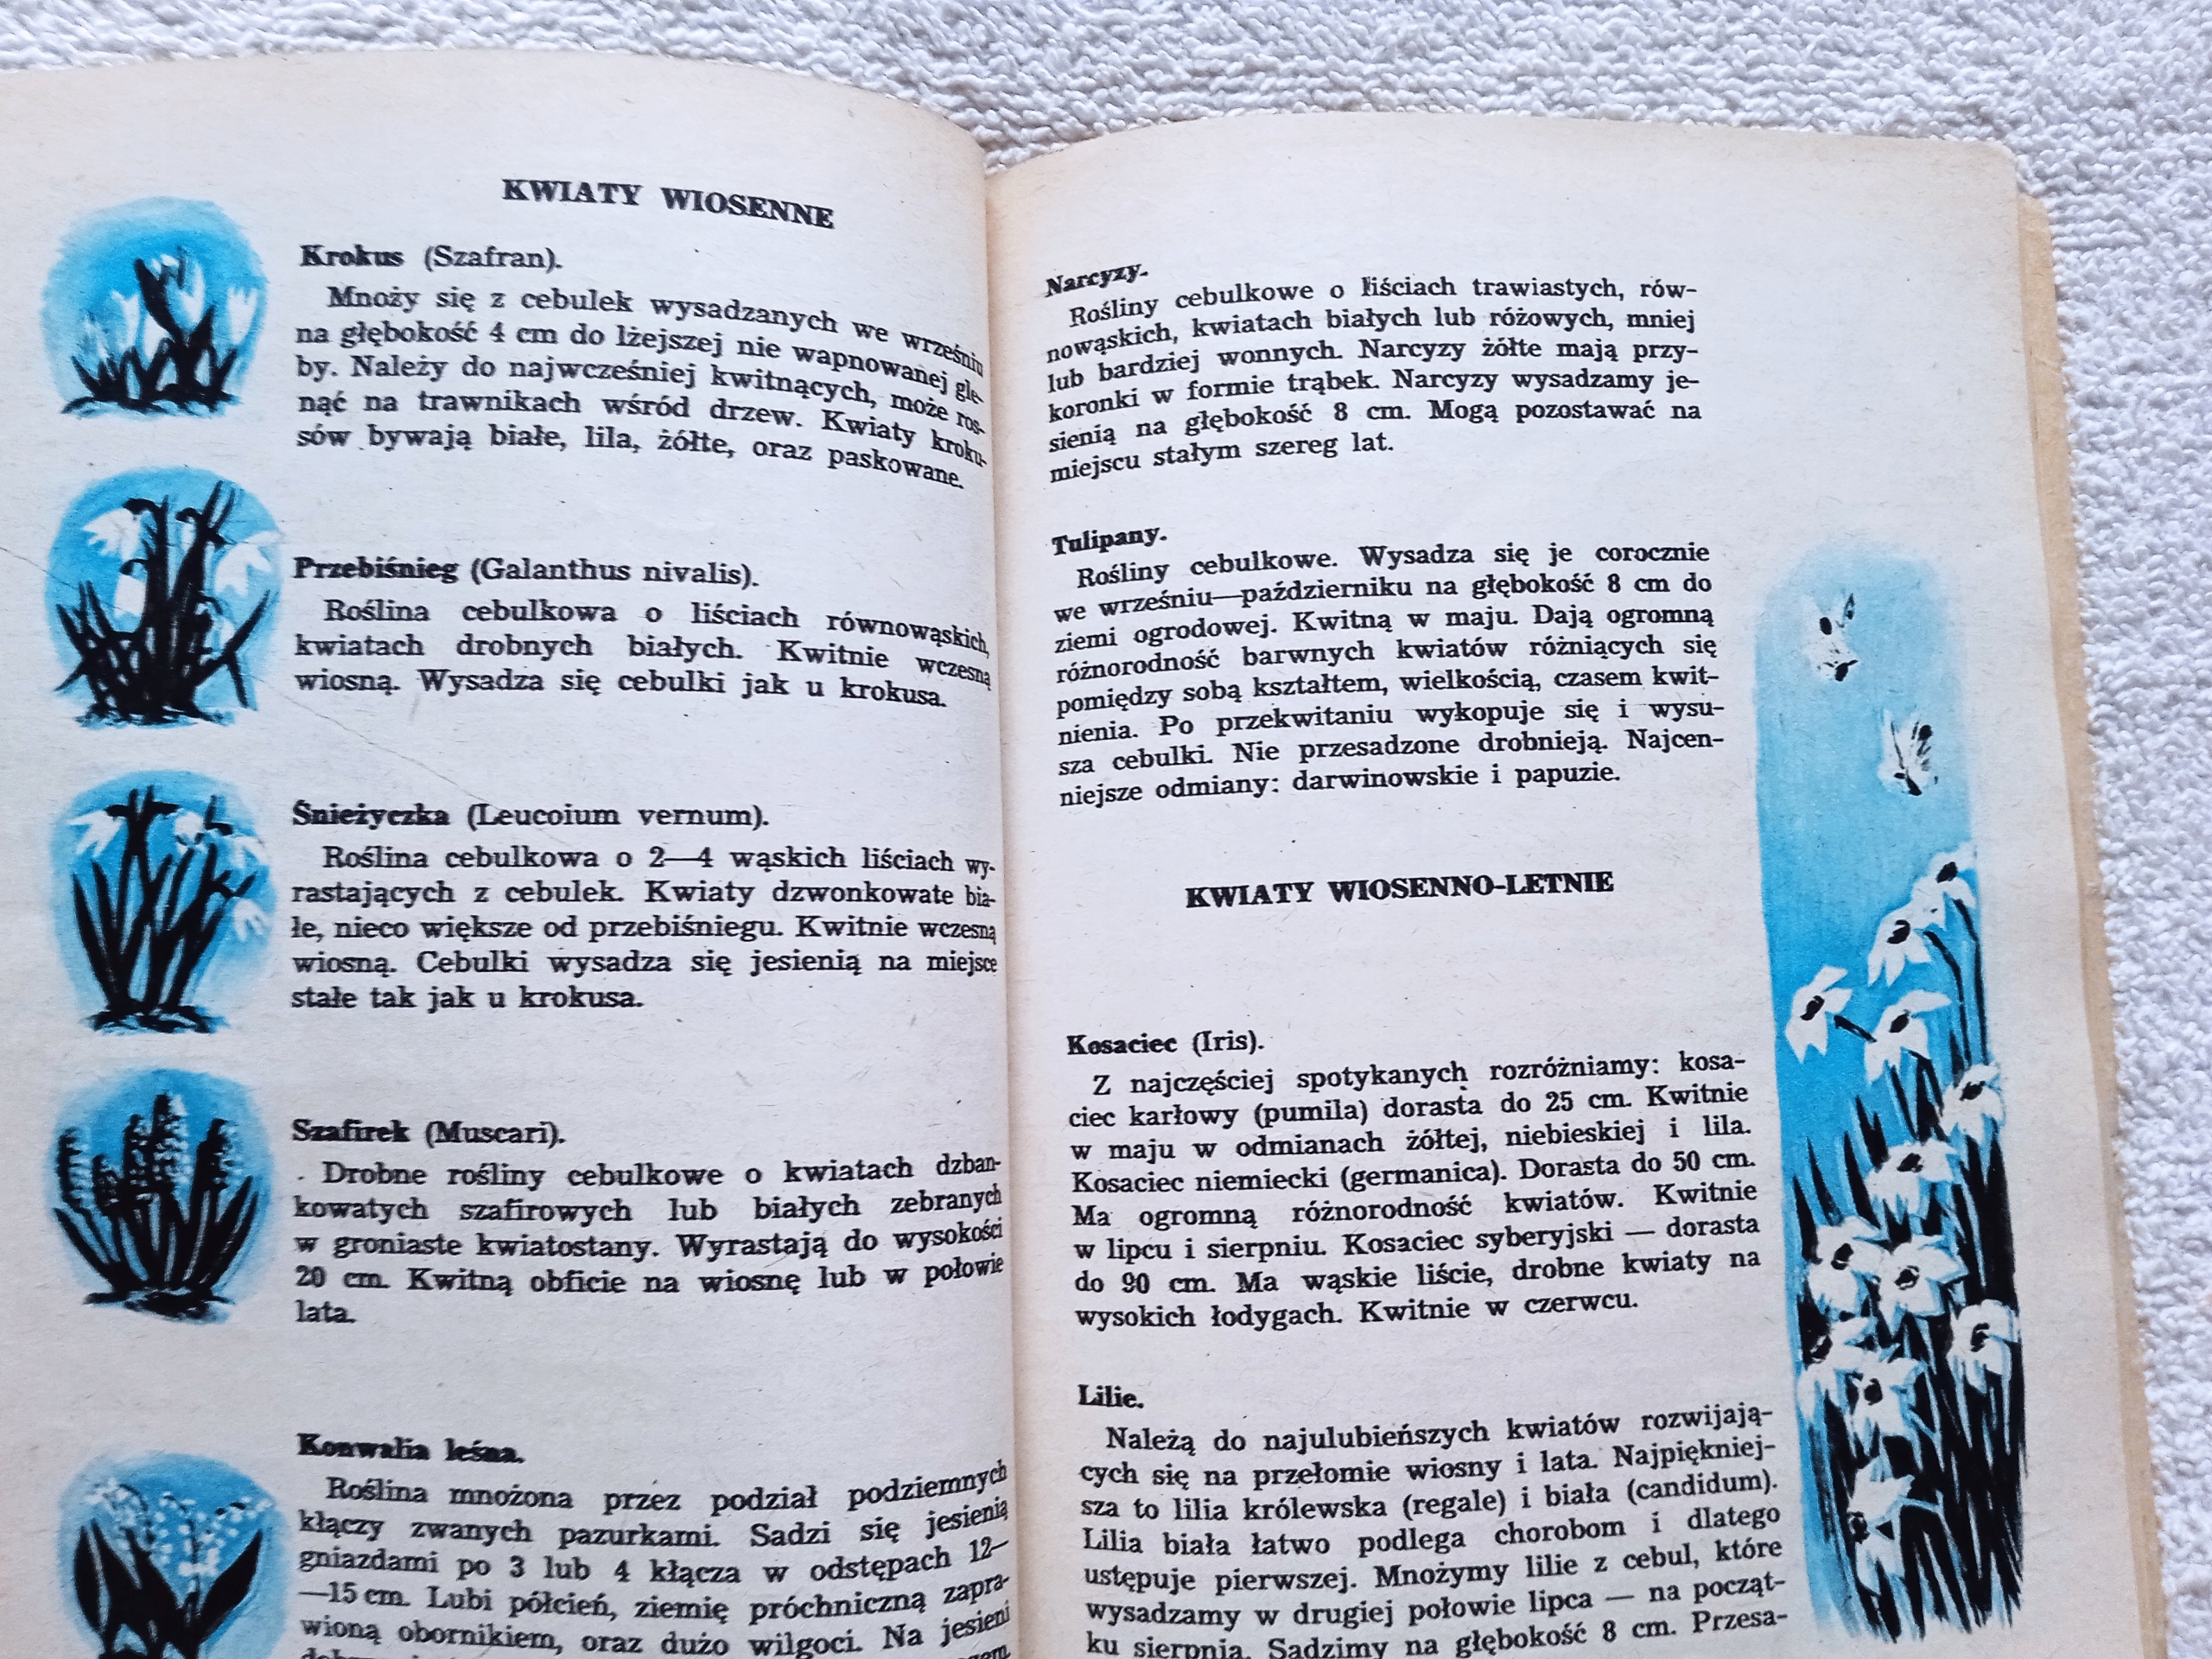 KWIATY WIOSENNE
Krokus (Szafran).
Mnoży się z cebulek wysadzanych we wrześniu
na głębokość 4 cm do lżejszej nie wapnowanej gle-
by. Należy do najwcześniej kwitnących, może ros-
nąć na trawnikach wśród drzew. Kwiaty kroku-
sów bywają białe, lila, żółte, oraz paskowane.
Przebiśnieg (Galanthus nivalis).
Roślina cebulkowa o liściach równowąskich,
kwiatach drobnych białych. Kwitnie wczesną
wiosną. Wysadza się cebulki jak u krokusa.
Śnieżyczka (Leucoium vernum).
Roślina cebulkowa o 2—4 wąskich liściach wy-
rastających z cebulek. Kwiaty dzwonkowate bia-
łe, nieco większe od przebiśniegu. Kwitnie wczesną
wiosną. Cebulki wysadza się jesienią na miejsce
stałe tak jak u krokusa.
Szafirek (Muscari).
Drobne rośliny cebulkowe o kwiatach dzban-
kowatych szafirowych lub białych zebranych
w groniaste kwiatostany. Wyrastają do wysokości
20 cm. Kwitną obficie na wiosnę lub w połowie
lata.
Konwalia leśna.
Roślina mnożona przez podział podziemnych
kłączy zwanych pazurkami. Sadzi się jesienią
gniazdami po 3 lub 4 kłącza w odstępach 12—
—15 cm. Lubi półcień, ziemię próchniczną zapra-
wioną obornikiem, oraz dużo wilgoci. Na jesieni
Narcyzy.
Rośliny cebulkowe o liściach trawiastych, rów-
nowąskich, kwiatach białych lub różowych, mniej
lub bardziej wonnych. Narcyzy żółte mają przy-
koronki w formie trąbek. Narcyzy wysadzamy je-
sienią na głębokość 8 cm. Mogą pozostawać na
miejscu stałym szereg lat.
Tulipany.
Rośliny cebulkowe. Wysadza się je corocznie
we wrześniu—październiku na głębokość 8 cm do
ziemi ogrodowej. Kwitną w maju. Dają ogromną
różnorodność barwnych kwiatów różniących się
pomiędzy sobą kształtem, wielkością, czasem kwit-
nienia. Po przekwitaniu wykopuje się i wysu-
sza cebulki. Nie przesadzone drobnieją. Najcen-
niejsze odmiany: darwinowskie i papuzie.
KWIATY WIOSENNO-LETNIE
Kosaciec (Iris).
Z najczęściej spotykanych rozróżniamy: kosa-
ciec karłowy (pumila) dorasta do 25 cm. Kwitnie
w maju w odmianach żółtej, niebieskiej i lila.
Kosaciec niemiecki (germanica). Dorasta do 50 cm.
Ma ogromną różnorodność kwiatów. Kwitnie
w lipcu i sierpniu. Kosaciec syberyjski — dorasta
do 90 cm. Ma wąskie liście, drobne kwiaty na
wysokich łodygach. Kwitnie w czerwcu.
Lilie.
Należą do najulubieńszych kwiatów rozwijają-
cych się na przełomie wiosny i lata. Najpiękniej-
sza to lilia królewska (regale) i biała (candidum).
Lilia biała łatwo podlega chorobom i dlatego
ustępuje pierwszej. Mnożymy lilie z cebul, które
wysadzamy w drugiej połowie lipca — na począt-
ku sierpnia. Sadzimy na głębokość 8 cm. Przesa-